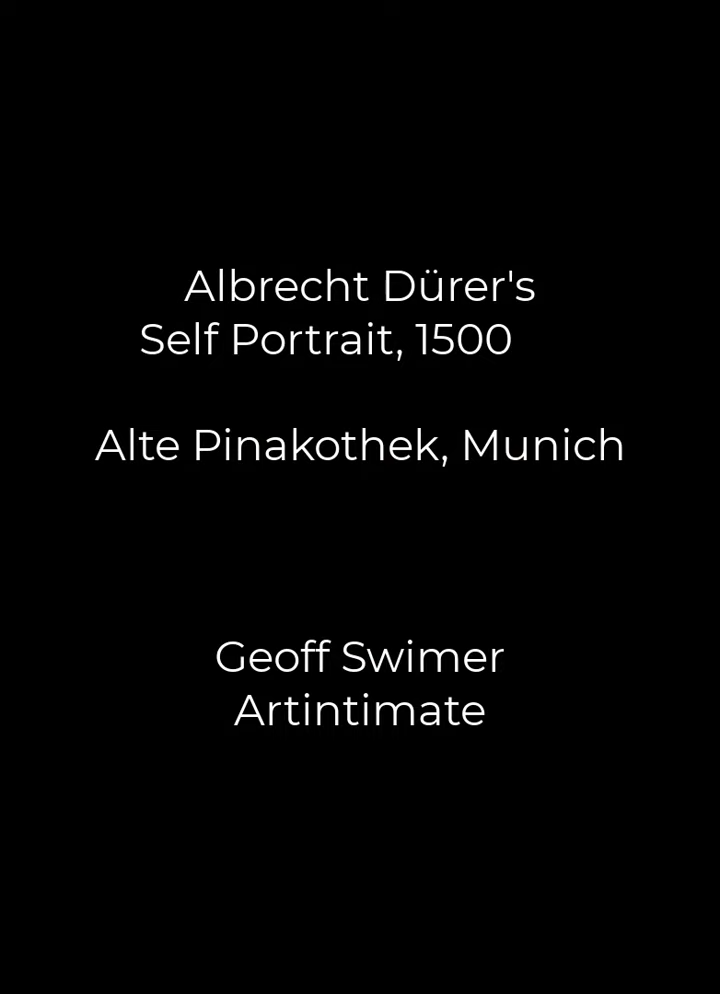 Albrecht Dürer's
Self Portrait, 1500
Alte Pinakothek, Munich
Geoff Swimer
Artintimate